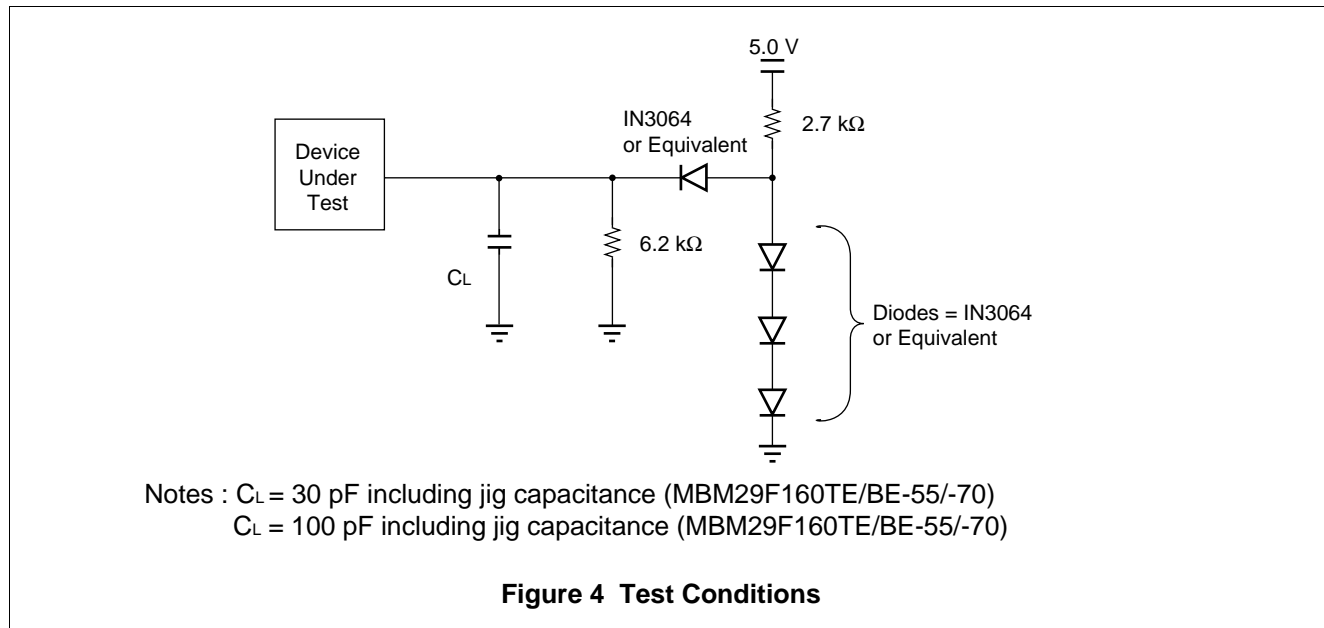 5.0 V
IN3064
or Equivalent
2.7 kΩ
Device
Under
Test
6.2 kΩ
CL
Diodes = IN3064
or Equivalent
Notes : CL = 30 pF including jig capacitance (MBM29F160TE/BE-55/-70)
CL = 100 pF including jig capacitance (MBM29F160TE/BE-55/-70)
Figure 4 Test Conditions